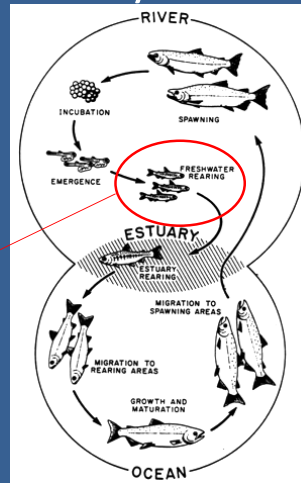 RIVER
INCUBATION
SPAWNING
EMERGENCE
FRESHWATER
REARING
ESTUARY
ESTUARY
REARING
MIGRATION TO
SPAWNING AREAS
MIGRATION TO
REARING AREAS
GROWTH AND
MATURATION
OCEAN